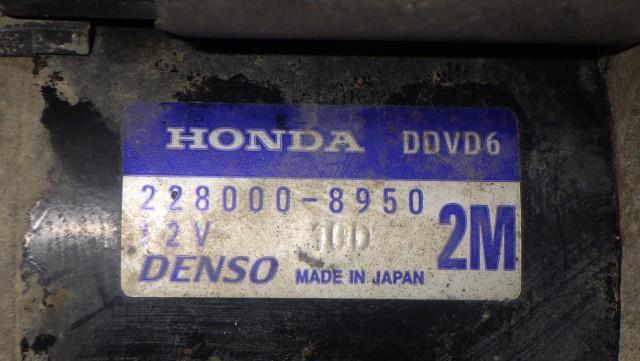 HONDA DDVD6
228000-8950
12V 2M
DENSO MADE IN JAPAN